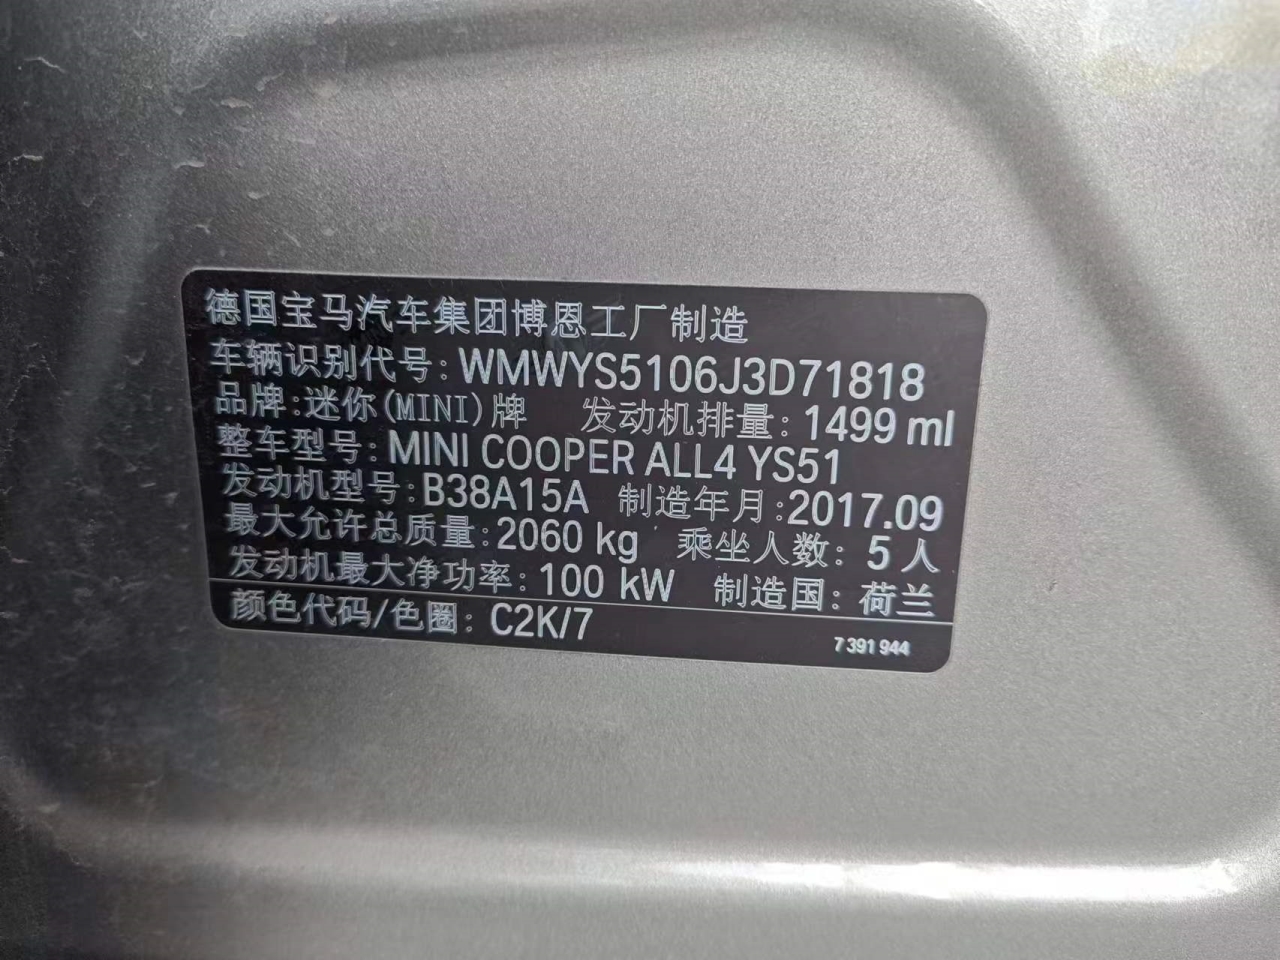 德国宝马汽车集团博恩工厂制造
车辆识别代号:WMWYS5106J3D71818
品牌:迷你(MINI)牌 发动机排量:1499 ml
整车型号:MINI COOPER ALL4 YS51
发动机型号:B38A15A 制造年月:2017.09
最大允许总质量:2060 kg 乘坐人数:5人
发动机最大净功率:100 kW 制造国:荷兰
颜色代码/色圈:C2K/7
7 391 944